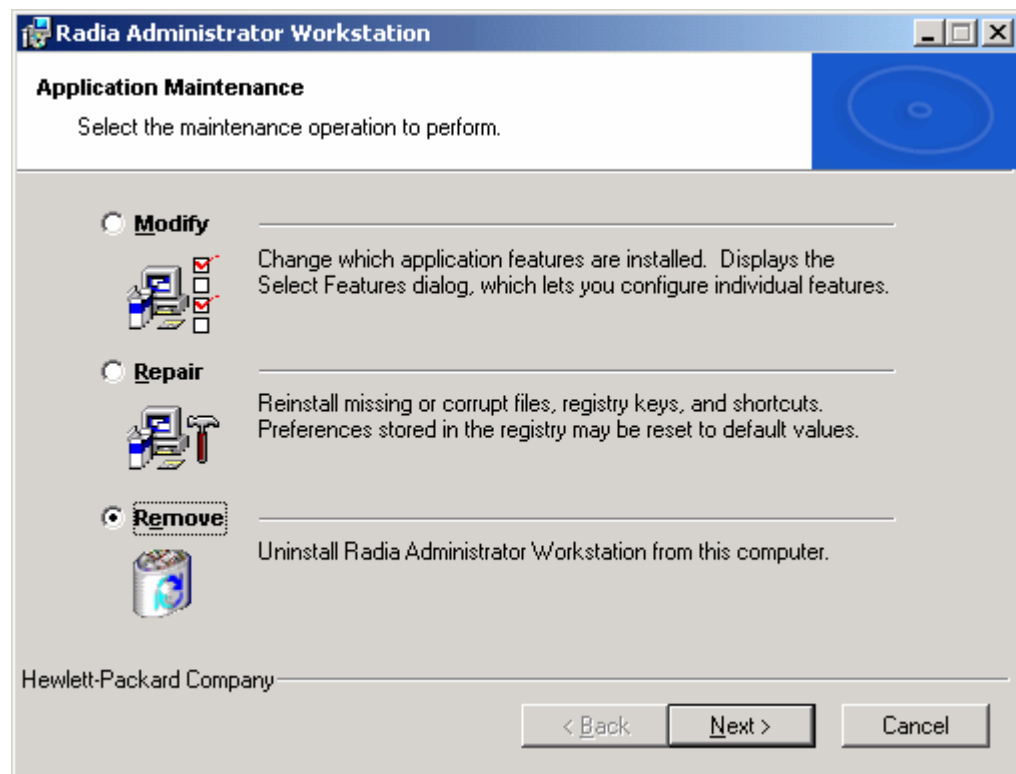 Radia Administrator Workstation
Application Maintenance
Select the maintenance operation to perform.
Modify
Change which application features are installed.  Displays the
Select Features dialog, which lets you configure individual features.
Repair
Reinstall missing or corrupt files, registry keys, and shortcuts.
Preferences stored in the registry may be reset to default values.
Remove
Uninstall Radia Administrator Workstation from this computer.
Hewlett-Packard Company
< Back Next > Cancel